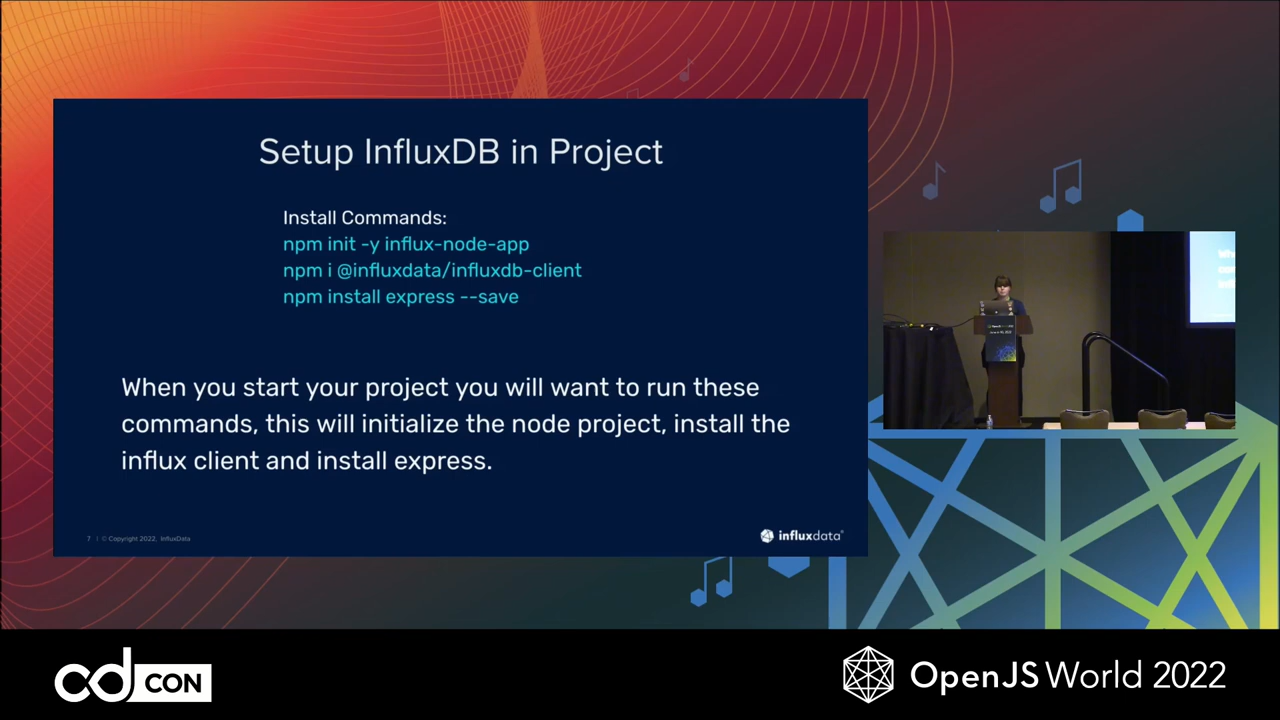 Setup InfluxDB in Project
Install Commands:
npm init -y influx-node-app
npm i @influxdata/influxdb-client
npm install express --save
When you start your project you will want to run these
commands, this will initialize the node project, install the
influx client and install express.
7 | © Copyright 2022, InfluxData
influxdata®
cd CON
OpenJS World 2022